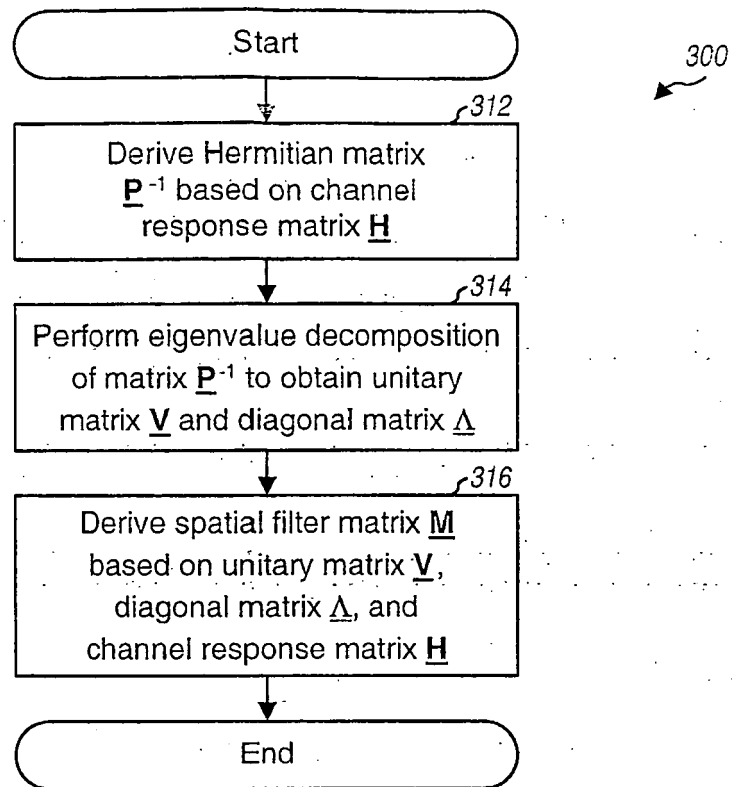 Start
300
312
Derive Hermitian matrix
P⁻¹ based on channel
response matrix H
314
Perform eigenvalue decomposition
of matrix P⁻¹ to obtain unitary
matrix V and diagonal matrix Λ
316
Derive spatial filter matrix M
based on unitary matrix V,
diagonal matrix Λ, and
channel response matrix H
End